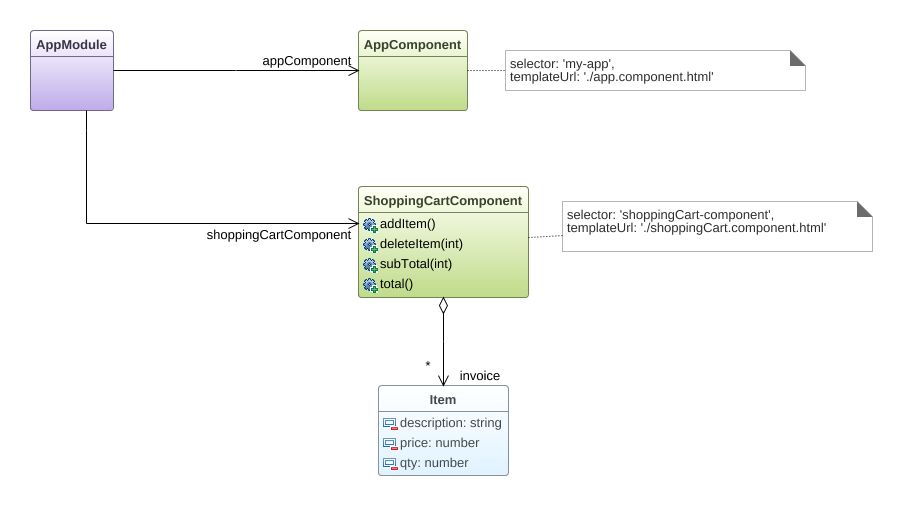 AppModule
appComponent
AppComponent
selector: 'my-app',
templateUrl: './app.component.html'
shoppingCartComponent
ShoppingCartComponent
addItem()
deleteItem(int)
subTotal(int)
total()
selector: 'shoppingCart-component',
templateUrl: './shoppingCart.component.html'
*
invoice
Item
description: string
price: number
qty: number